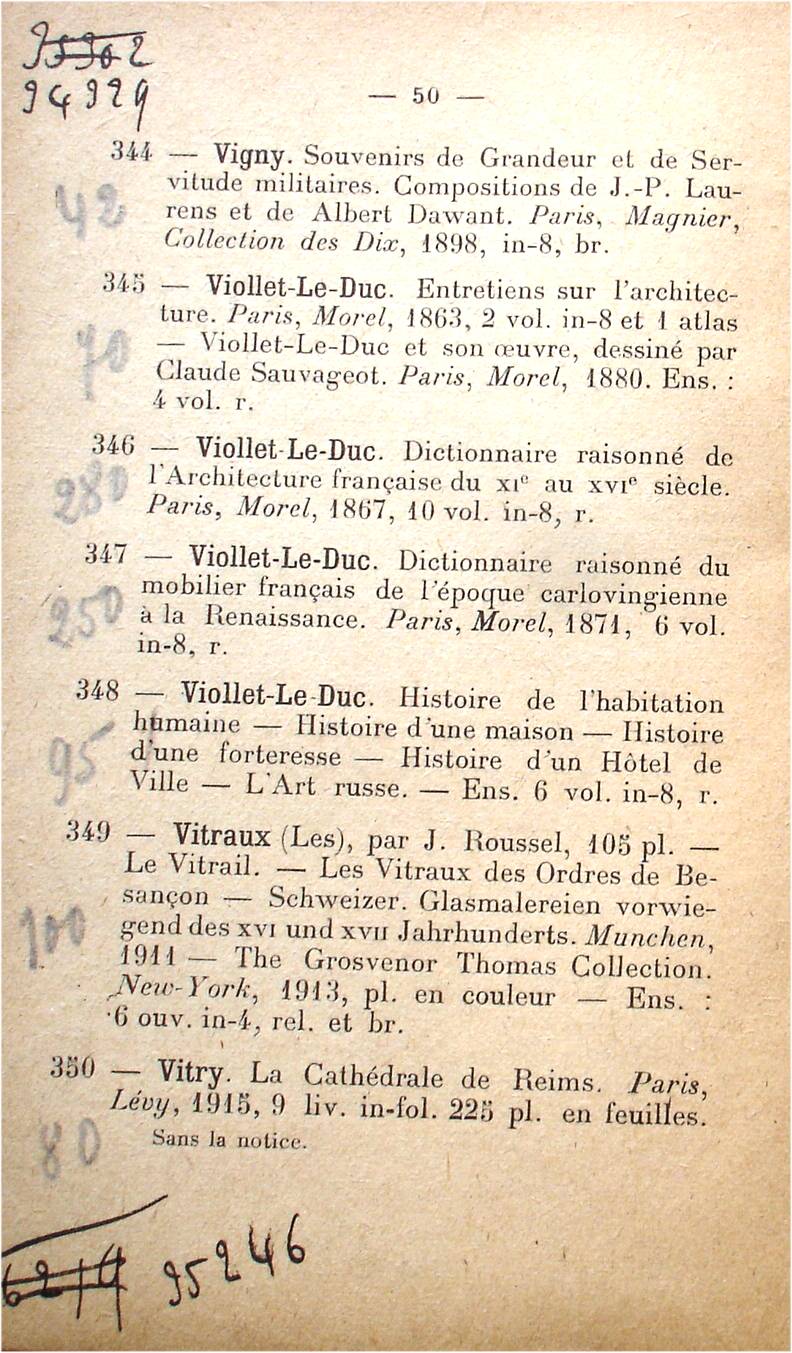 95302
94929
— 50 —
344 — Vigny. Souvenirs de Grandeur et de Ser-
vitude militaires. Compositions de J.-P. Lau-
rens et de Albert Dawant. Paris, Magnier,
Collection des Dix, 1898, in-8, br.
42
345 — Viollet-Le-Duc. Entretiens sur l'architec-
ture. Paris, Morel, 1863, 2 vol. in-8 et 1 atlas
— Viollet-Le-Duc et son œuvre, dessiné par
Claude Sauvageot. Paris, Morel, 1880. Ens. :
4 vol. r.
70
346 — Viollet-Le-Duc. Dictionnaire raisonné de
l'Architecture française du XIe au XVIe siècle.
Paris, Morel, 1867, 10 vol. in-8, r.
280
347 — Viollet-Le-Duc. Dictionnaire raisonné du
mobilier français de l'époque carlovingienne
à la Renaissance. Paris, Morel, 1871, 6 vol.
in-8, r.
250
348 — Viollet-Le-Duc. Histoire de l'habitation
humaine — Histoire d'une maison — Histoire
d'une forteresse — Histoire d'un Hôtel de
Ville — L'Art russe. — Ens. 6 vol. in-8, r.
95
349 — Vitraux (Les), par J. Roussel, 105 pl. —
Le Vitrail. — Les Vitraux des Ordres de Be-
sançon — Schweizer. Glasmalereien vorwie-
gend des XVI und XVII Jahrhunderts. Munchen,
1911 — The Grosvenor Thomas Collection.
New-York, 1913, pl. en couleur — Ens. :
6 ouv. in-4, rel. et br.
100
350 — Vitry. La Cathédrale de Reims. Paris,
Lévy, 1915, 9 liv. in-fol. 225 pl. en feuilles.
Sans la notice.
80
95246